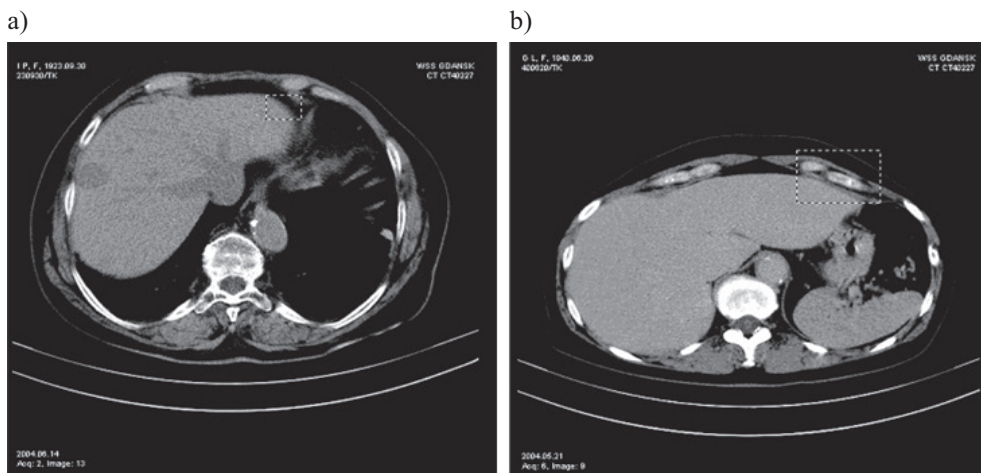 a)
I P, F, 1923.09.30
230930/TK
WSS GDANSK
CT CT40227
2004.06.14
Acq: 2, Image: 13
b)
G L, F, 1940.06.20
400620/TK
WSS GDANSK
CT CT40227
2004.05.21
Acq: 6, Image: 9